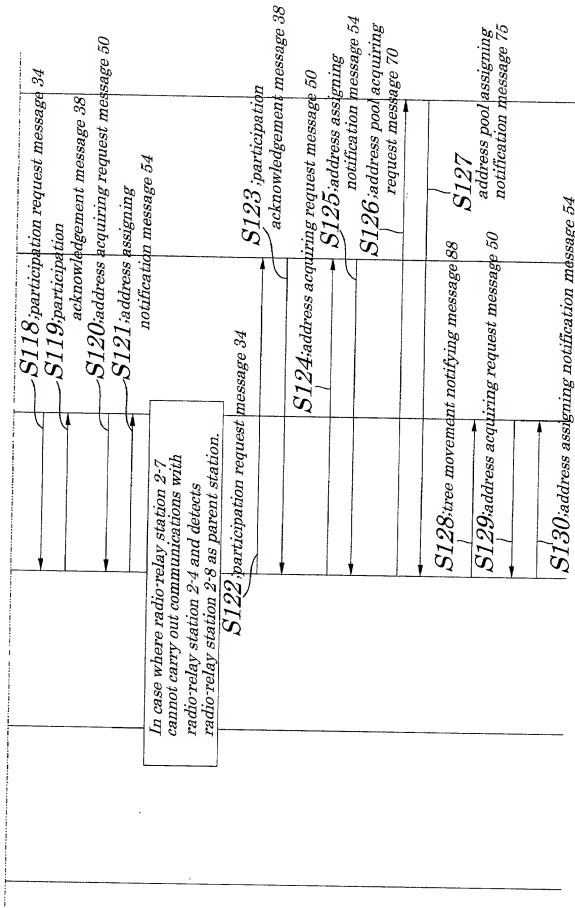 S118;participation request message 34
S119;participation
acknowledgement message 38
S120;address acquiring request message 50
S121;address assigning
notification message 54
In case where radio-relay station 2-7
cannot carry out communications with
radio-relay station 2-4 and detects
radio-relay station 2-8 as parent station.
S122;participation request message 34
S123;participation
acknowledgement message 38
S124;address acquiring request message 50
S125;address assigning
notification message 54
S126;address pool acquiring
request message 70
S127
address pool assigning
notification message 75
S128;tree movement notifying message 88
S129;address acquiring request message 50
S130;address assigning notification message 54